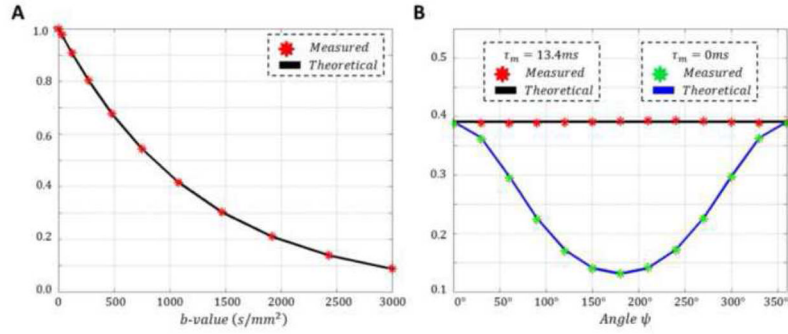 A
B
1.0
0.8
0.6
0.4
0.2
0.0
Measured
Theoretical
0 500 1000 1500 2000 2500 3000
b-value (s/mm²)
0.5
0.4
0.3
0.2
0.1
τm = 13.4ms
Measured
Theoretical
τm = 0ms
Measured
Theoretical
0° 50° 100° 150° 200° 250° 300° 350°
Angle ψ